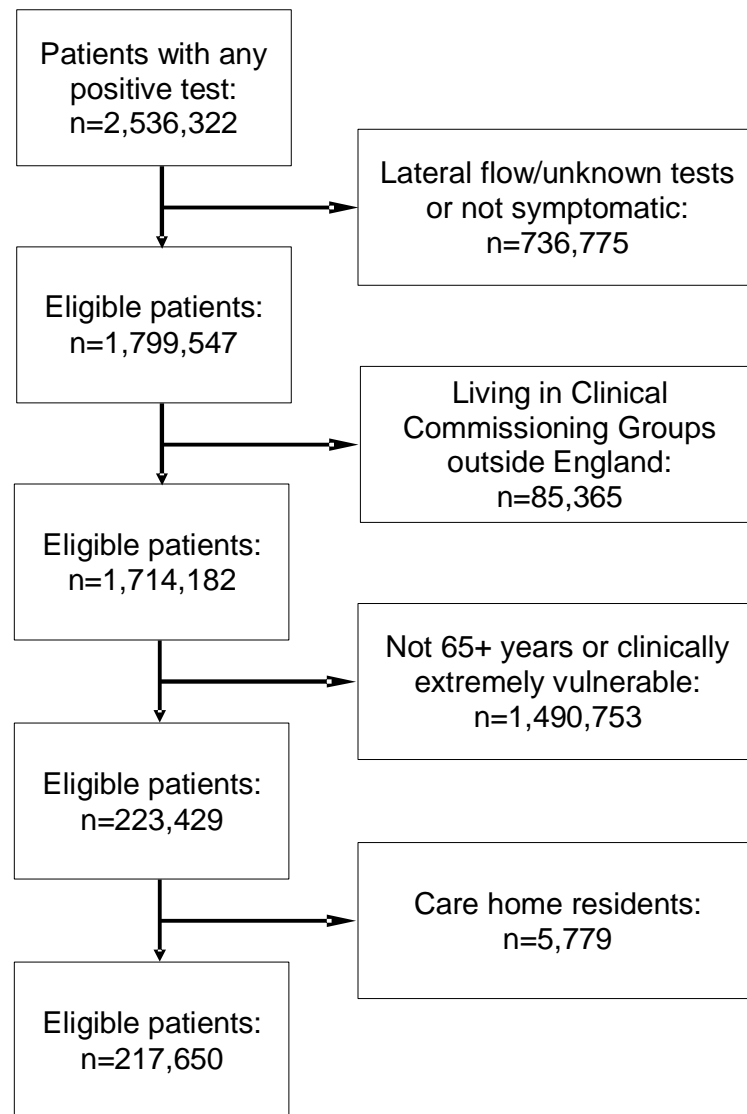 Patients with any
positive test:
n=2,536,322
Lateral flow/unknown tests
or not symptomatic:
n=736,775
Eligible patients:
n=1,799,547
Living in Clinical
Commissioning Groups
outside England:
n=85,365
Eligible patients:
n=1,714,182
Not 65+ years or clinically
extremely vulnerable:
n=1,490,753
Eligible patients:
n=223,429
Care home residents:
n=5,779
Eligible patients:
n=217,650